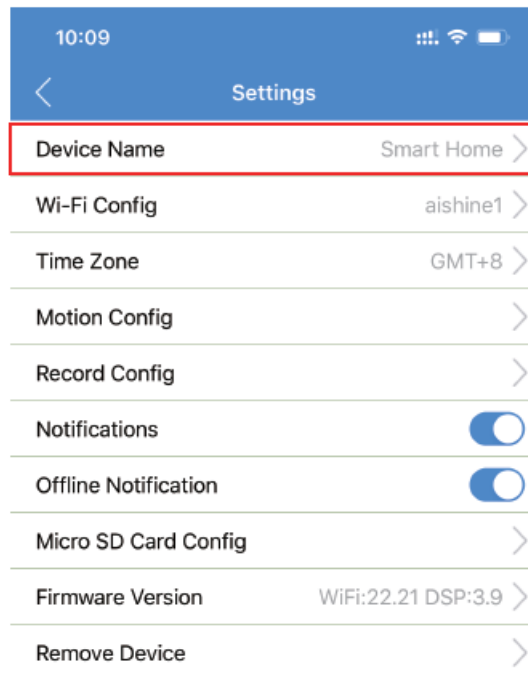 10:09
Settings
Device Name Smart Home
Wi-Fi Config aishine1
Time Zone GMT+8
Motion Config
Record Config
Notifications
Offline Notification
Micro SD Card Config
Firmware Version WiFi:22.21 DSP:3.9
Remove Device